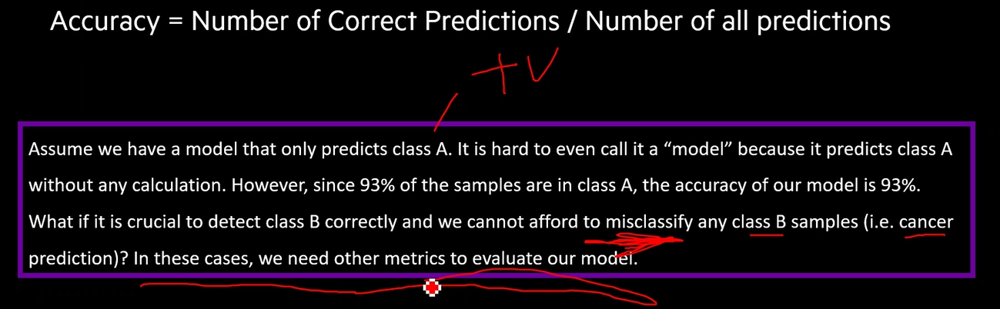 Accuracy = Number of Correct Predictions / Number of all predictions
+v
Assume we have a model that only predicts class A. It is hard to even call it a “model” because it predicts class A
without any calculation. However, since 93% of the samples are in class A, the accuracy of our model is 93%.
What if it is crucial to detect class B correctly and we cannot afford to misclassify any class B samples (i.e. cancer
prediction)? In these cases, we need other metrics to evaluate our model.